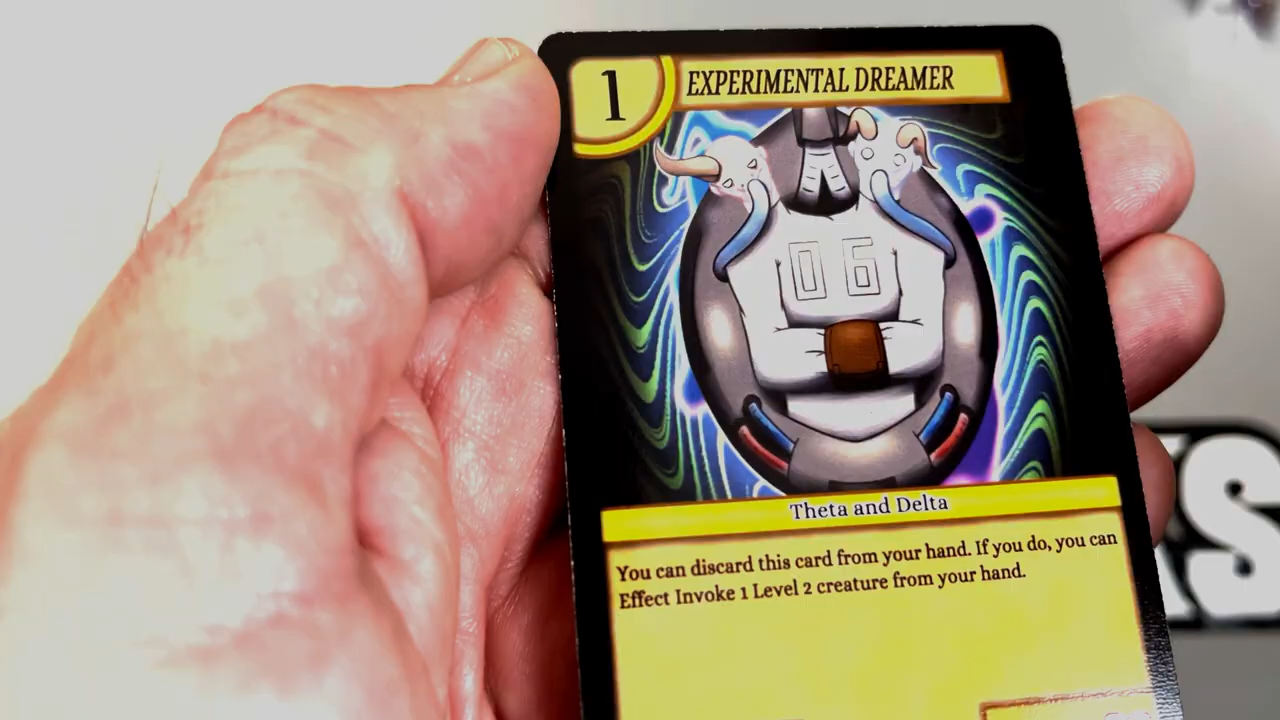 1
EXPERIMENTAL DREAMER
06
Theta and Delta
You can discard this card from your hand. If you do, you can
Effect Invoke 1 Level 2 creature from your hand.